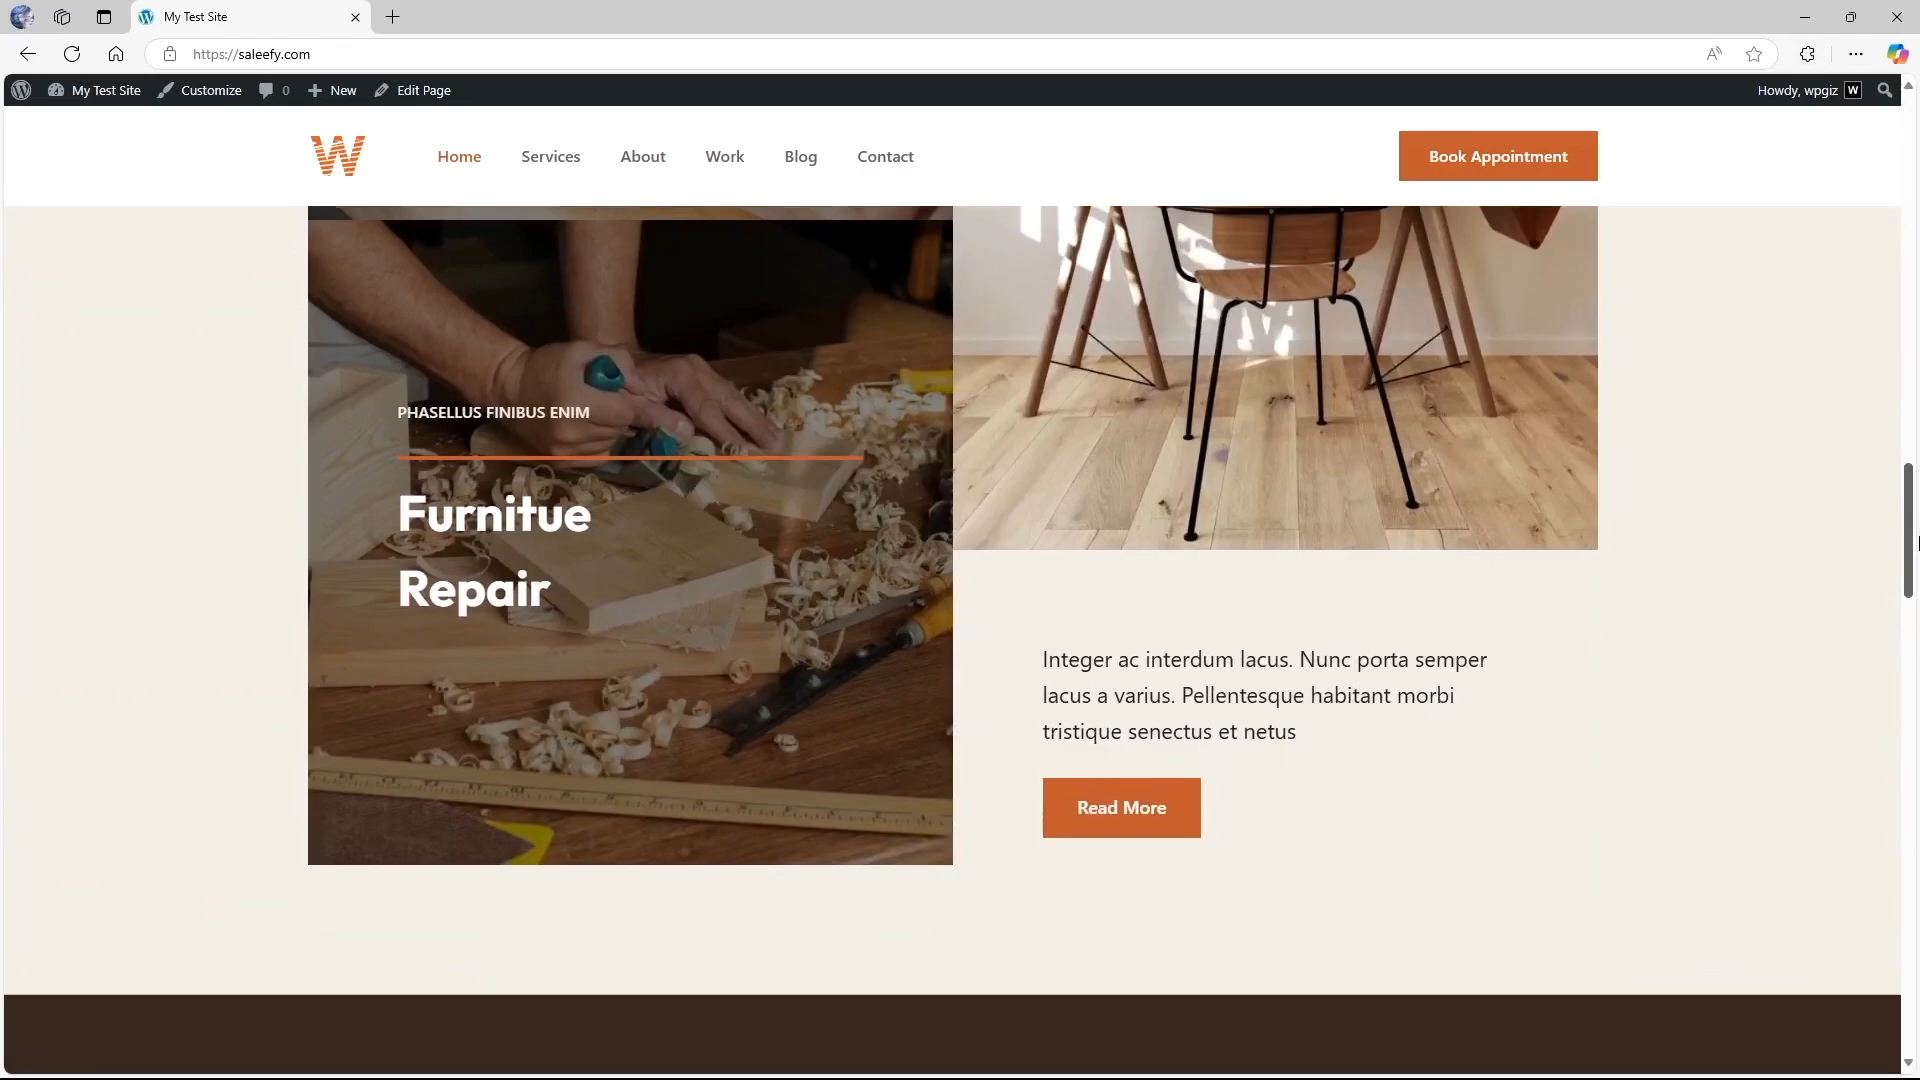 My Test Site
https://saleefy.com
My Test Site
Customize
0
New
Edit Page
Howdy, wpgiz
W
W
Home
Services
About
Work
Blog
Contact
Book Appointment
PHASELLUS FINIBUS ENIM
Furnitue
Repair
Integer ac interdum lacus. Nunc porta semper
lacus a varius. Pellentesque habitant morbi
tristique senectus et netus
Read More